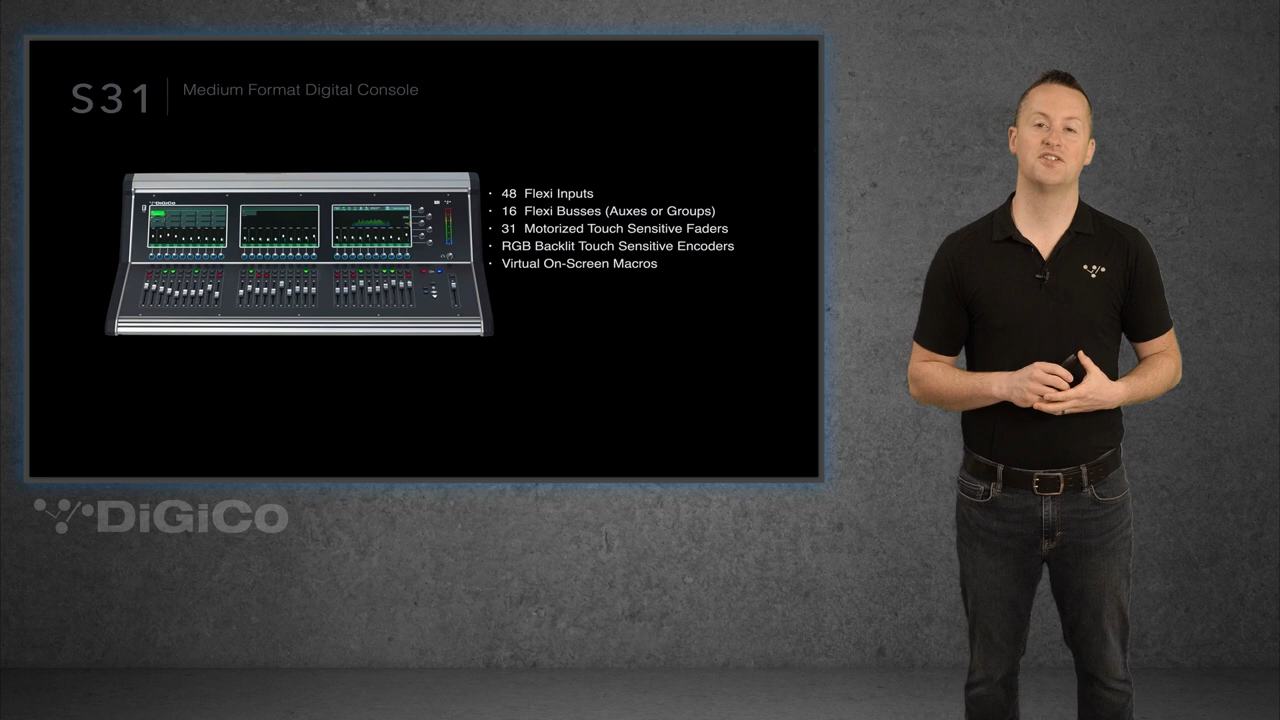 S31
Medium Format Digital Console
DiGiCo
· 48 Flexi Inputs
· 16 Flexi Busses (Auxes or Groups)
· 31 Motorized Touch Sensitive Faders
· RGB Backlit Touch Sensitive Encoders
· Virtual On-Screen Macros
DiGiCo